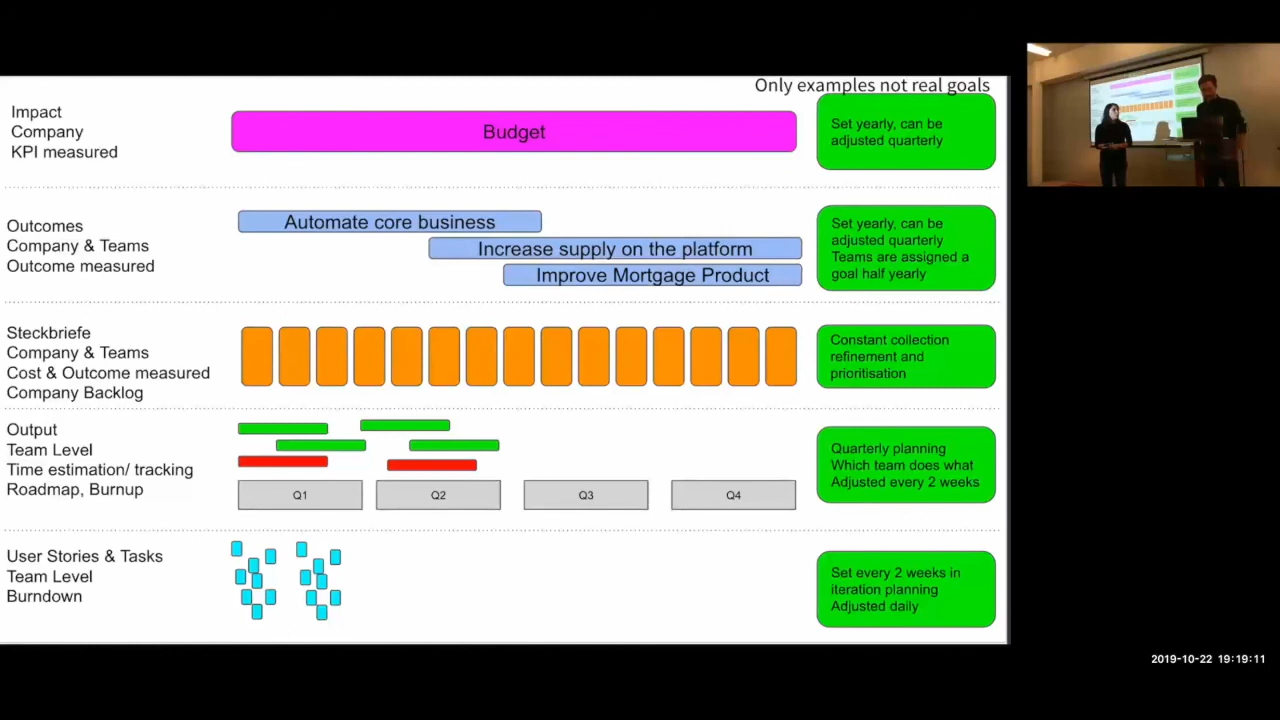 Only examples not real goals
Impact
Company
KPI measured
Budget
Set yearly, can be
adjusted quarterly
Outcomes
Company & Teams
Outcome measured
Automate core business
Increase supply on the platform
Improve Mortgage Product
Set yearly, can be
adjusted quarterly
Teams are assigned a
goal half yearly
Steckbriefe
Company & Teams
Cost & Outcome measured
Company Backlog
Constant collection
refinement and
prioritisation
Output
Team Level
Time estimation/ tracking
Roadmap, Burnup
Q1
Q2
Q3
Q4
Quarterly planning
Which team does what
Adjusted every 2 weeks
User Stories & Tasks
Team Level
Burndown
Set every 2 weeks in
iteration planning
Adjusted daily
2019-10-22 19:19:11